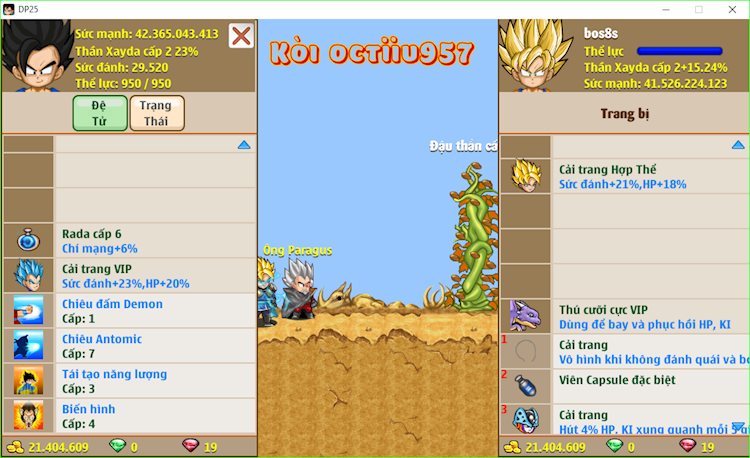 DP25
Sức mạnh: 42.365.043.413
Thần Xayda cấp 2 23%
Sức đánh: 29.520
Thể lực: 950 / 950
Đệ
Tử
Trạng
Thái
Rada cấp 6
Chí mạng+6%
Cải trang VIP
Sức đánh+23%,HP+20%
Chiêu đấm Demon
Cấp: 1
Chiêu Antomic
Cấp: 7
Tái tạo năng lượng
Cấp: 3
Biến hình
Cấp: 4
21.404.609
0
19
Kòi octiiu957
Đậu thần cấ
Ông Paragus
bos8s
Thể lực
Thần Xayda cấp 2+15.24%
Sức mạnh: 41.526.224.123
Trang bị
Cải trang Hợp Thể
Sức đánh+21%,HP+18%
Thú cưỡi cực VIP
Dùng để bay và phục hồi HP, KI
1
Cải trang
Vô hình khi không đánh quái và bo
2
Viên Capsule đặc biệt
3
Cải trang
Hút 4% HP, KI xung quanh mỗi 5 g
21.404.609
0
19